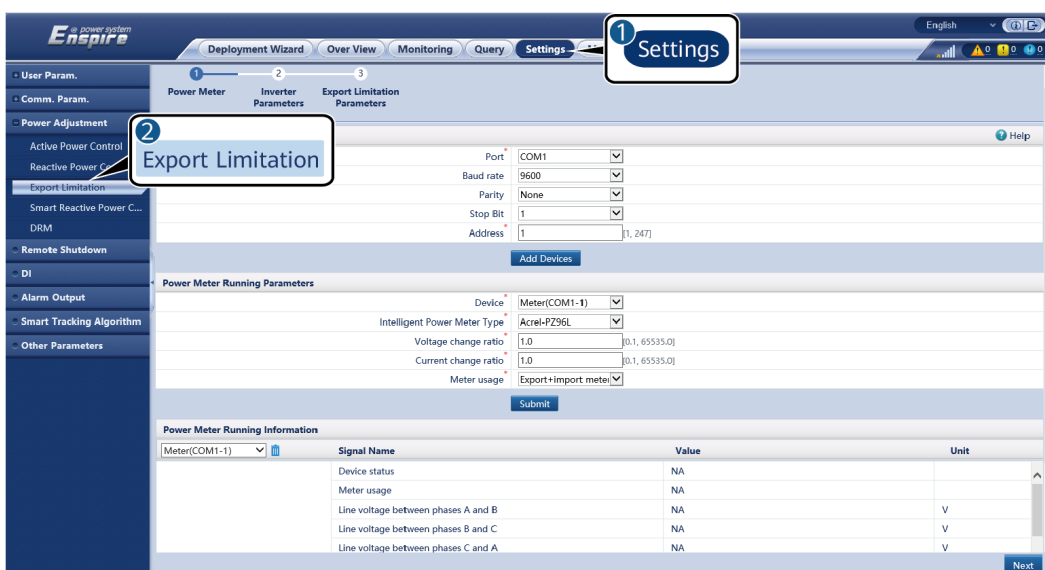 e power system
Enspire
English
Deployment Wizard
Over View
Monitoring
Query
Settings
1
Settings
0
0
0
User Param.
Comm. Param.
Power Adjustment
Active Power Control
Reactive Power
Export Limitation
Smart Reactive Power C...
DRM
Remote Shutdown
DI
Alarm Output
Smart Tracking Algorithm
Other Parameters
2
Export Limitation
1
2
3
Power Meter
Inverter
Parameters
Export Limitation
Parameters
Help
Port* COM1
Baud rate 9600
Parity None
Stop Bit 1
Address* 1 [1, 247]
Add Devices
Power Meter Running Parameters
Device* Meter(COM1-1)
Intelligent Power Meter Type* Acrel-PZ96L
Voltage change ratio* 1.0 [0.1, 65535.0]
Current change ratio* 1.0 [0.1, 65535.0]
Meter usage* Export+import meter
Submit
Power Meter Running Information
Meter(COM1-1)
Signal Name Value Unit
Device status NA
Meter usage NA
Line voltage between phases A and B NA V
Line voltage between phases B and C NA V
Line voltage between phases C and A NA V
Next